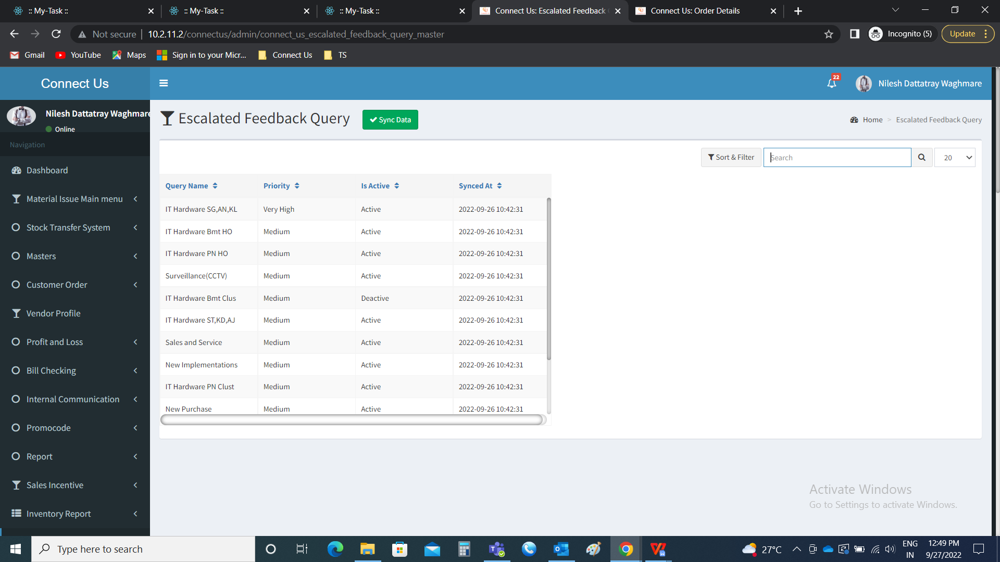 :: My-Task ::
:: My-Task ::
:: My-Task ::
Connect Us: Escalated Feedback
Connect Us: Order Details
Not secure
10.2.11.2/connectus/admin/connect_us_escalated_feedback_query_master
Incognito (5)
Update
Gmail
YouTube
Maps
Sign in to your Micr...
Connect Us
TS
Connect Us
22
Nilesh Dattatray Waghmare
Nilesh Dattatray Waghmare
Online
Navigation
Dashboard
Material Issue Main menu
Stock Transfer System
Masters
Customer Order
Vendor Profile
Profit and Loss
Bill Checking
Internal Communication
Promocode
Report
Sales Incentive
Inventory Report
Escalated Feedback Query
Sync Data
Home > Escalated Feedback Query
Sort & Filter
Search
20
Query Name Priority Is Active Synced At
IT Hardware SG,AN,KL Very High Active 2022-09-26 10:42:31
IT Hardware Bmt HO Medium Active 2022-09-26 10:42:31
IT Hardware PN HO Medium Active 2022-09-26 10:42:31
Surveillance(CCTV) Medium Active 2022-09-26 10:42:31
IT Hardware Bmt Clus Medium Deactive 2022-09-26 10:42:31
IT Hardware ST,KD,AJ Medium Active 2022-09-26 10:42:31
Sales and Service Medium Active 2022-09-26 10:42:31
New Implementations Medium Active 2022-09-26 10:42:31
IT Hardware PN Clust Medium Active 2022-09-26 10:42:31
New Purchase Medium Active 2022-09-26 10:42:31
Activate Windows
Go to Settings to activate Windows.
Type here to search
27°C
ENG
IN
12:49 PM
9/27/2022